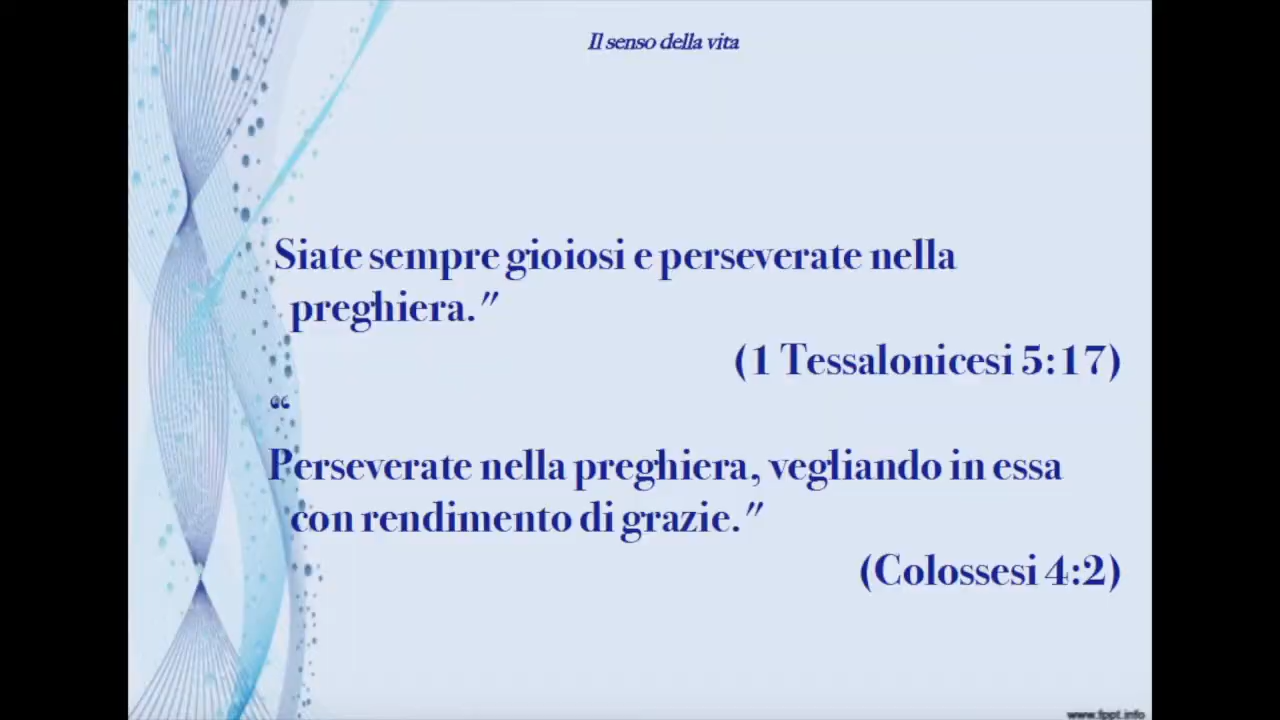 Il senso della vita
Siate sempre gioiosi e perseverate nella
preghiera."
(1 Tessalonicesi 5:17)
“
Perseverate nella preghiera, vegliando in essa
con rendimento di grazie."
(Colossesi 4:2)
www.fppt.info